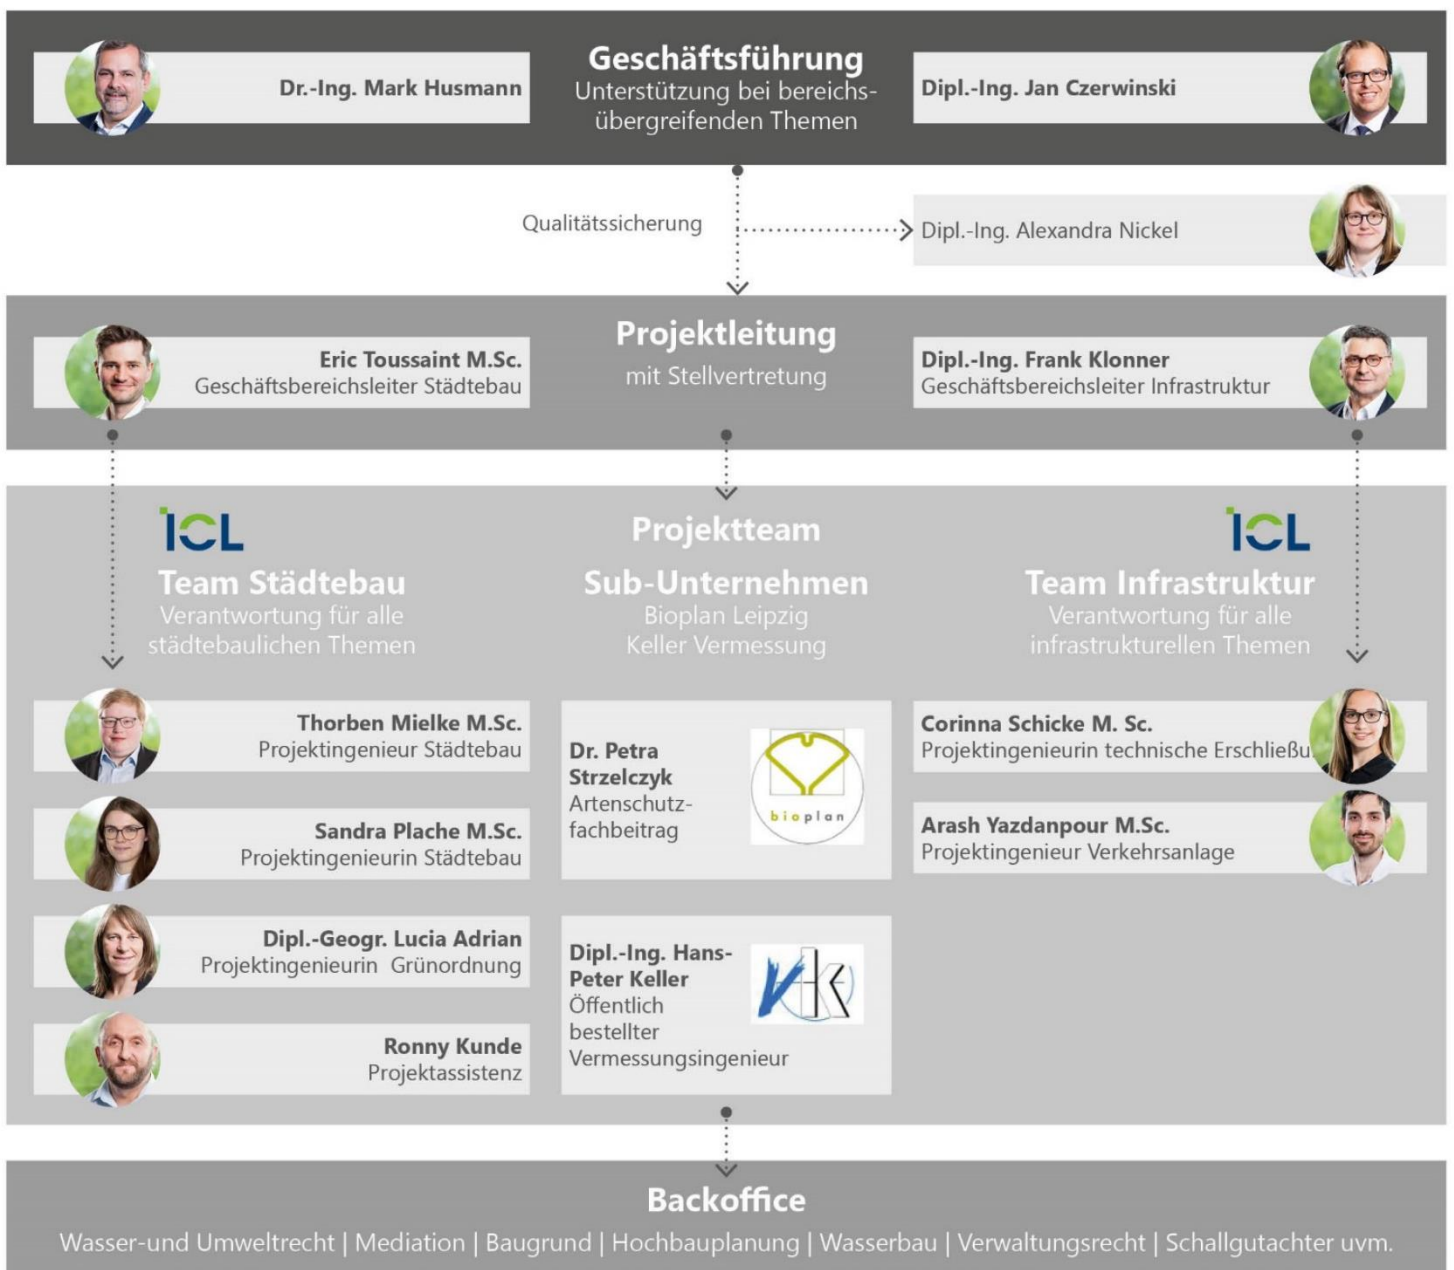 Geschäftsführung
Unterstützung bei bereichs-
übergreifenden Themen
Dr.-Ing. Mark Husmann
Dipl.-Ing. Jan Czerwinski
Qualitätssicherung
Dipl.-Ing. Alexandra Nickel
Projektleitung
mit Stellvertretung
Eric Toussaint M.Sc.
Geschäftsbereichsleiter Städtebau
Dipl.-Ing. Frank Klonner
Geschäftsbereichsleiter Infrastruktur
Projektteam
ICL
Team Städtebau
Verantwortung für alle
städtebaulichen Themen
Sub-Unternehmen
Bioplan Leipzig
Keller Vermessung
ICL
Team Infrastruktur
Verantwortung für alle
infrastrukturellen Themen
Thorben Mielke M.Sc.
Projektingenieur Städtebau
Sandra Plache M.Sc.
Projektingenieurin Städtebau
Dipl.-Geogr. Lucia Adrian
Projektingenieurin Grünordnung
Ronny Kunde
Projektassistenz
Dr. Petra
Strzelczyk
Artenschutz-
fachbeitrag
bioplan
Dipl.-Ing. Hans-
Peter Keller
Öffentlich
bestellter
Vermessungsingenieur
Corinna Schicke M. Sc.
Projektingenieurin technische Erschließu
Arash Yazdanpour M.Sc.
Projektingenieur Verkehrsanlage
Backoffice
Wasser-und Umweltrecht | Mediation | Baugrund | Hochbauplanung | Wasserbau | Verwaltungsrecht | Schallgutachter uvm.